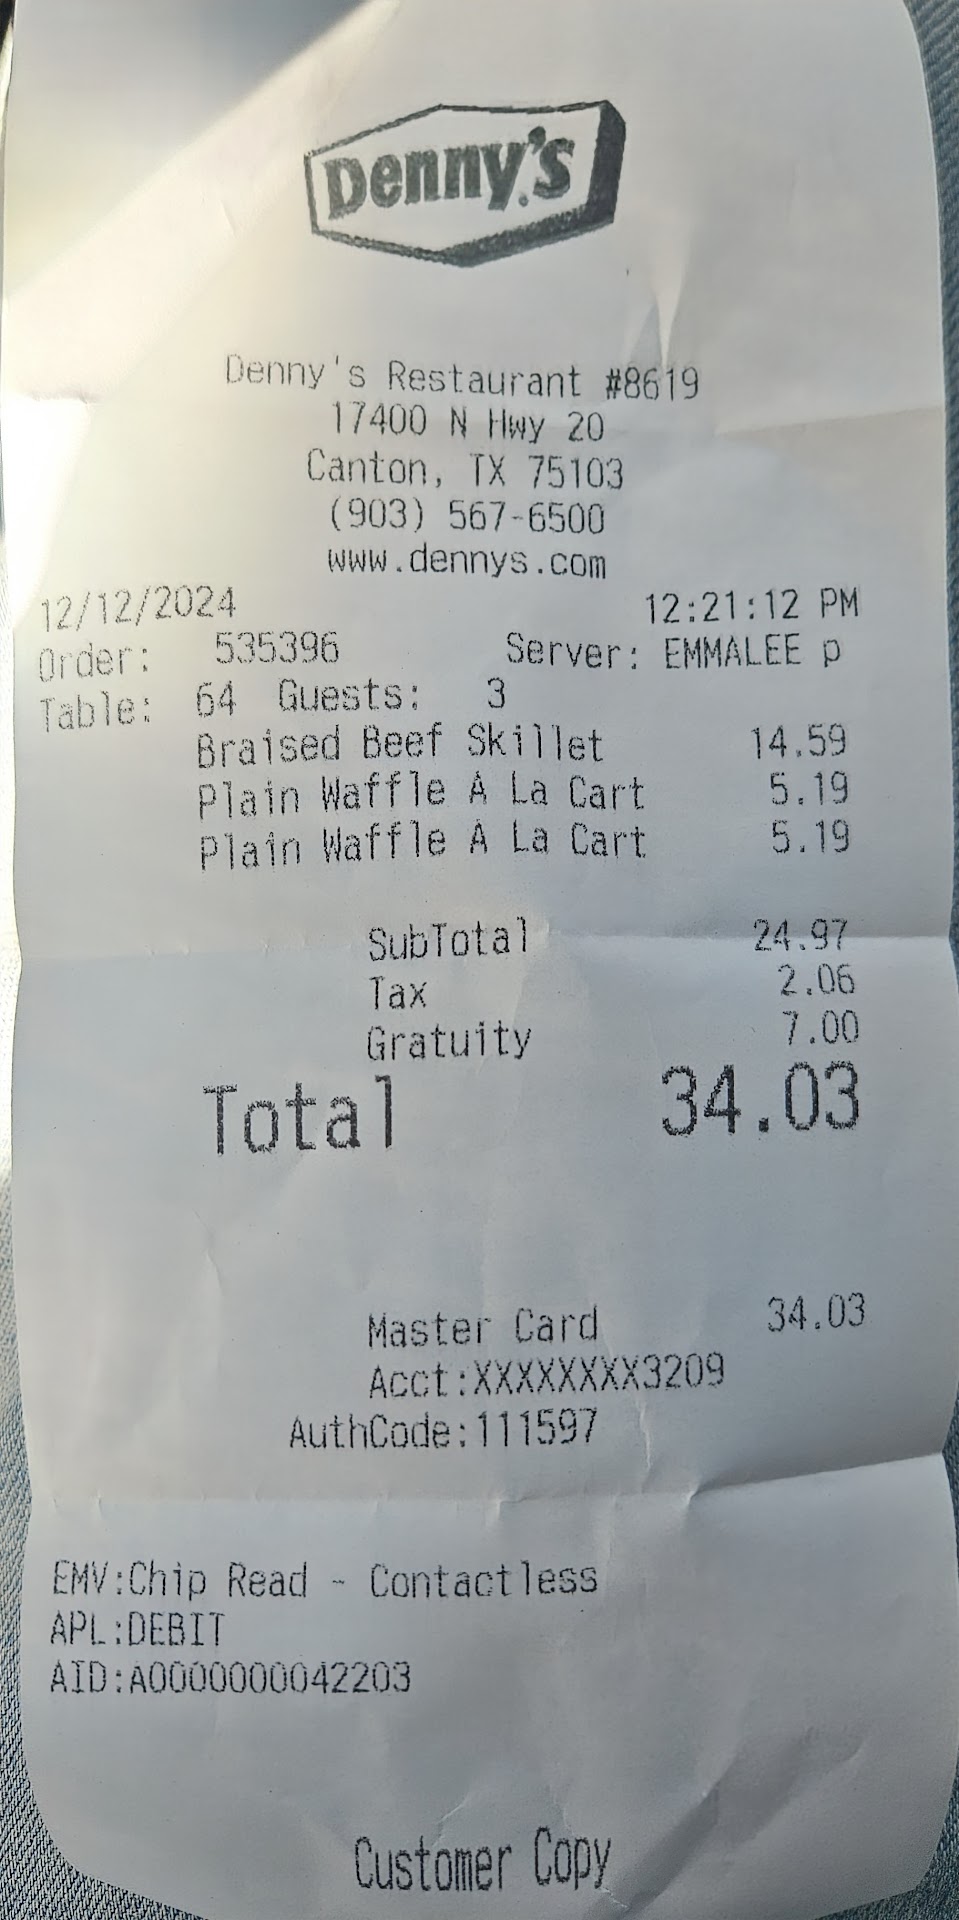 Denny's
Denny's Restaurant #8619
17400 N Hwy 20
Canton, TX 75103
(903) 567-6500
www.dennys.com
12/12/2024 12:21:12 PM
Order: 535396 Server: EMMALEE p
Table: 64 Guests: 3
Braised Beef Skillet 14.59
Plain Waffle A La Cart 5.19
Plain Waffle A La Cart 5.19
SubTotal 24.97
Tax 2.06
Gratuity 7.00
Total 34.03
Master Card 34.03
Acct:XXXXXXXX3209
AuthCode:111597
EMV:Chip Read - Contactless
APL:DEBIT
AID:A0000000042203
Customer Copy